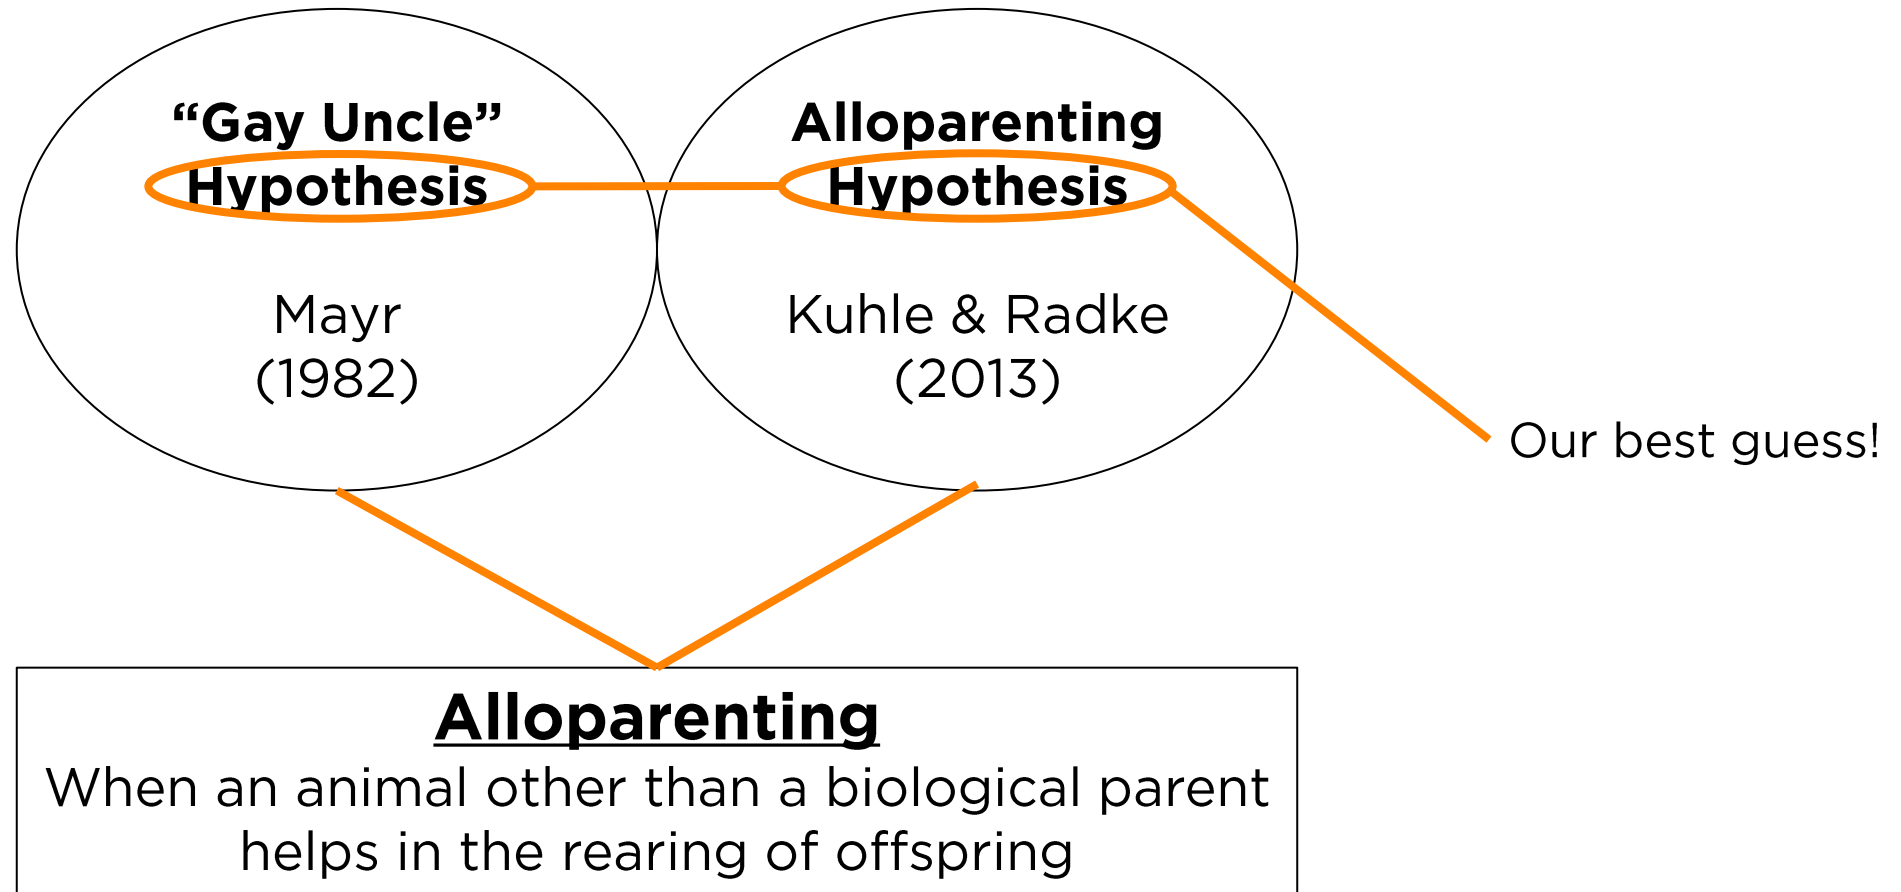 “Gay Uncle”
Hypothesis
Mayr
(1982)
Alloparenting
Hypothesis
Kuhle & Radke
(2013)
Our best guess!
Alloparenting
When an animal other than a biological parent
helps in the rearing of offspring